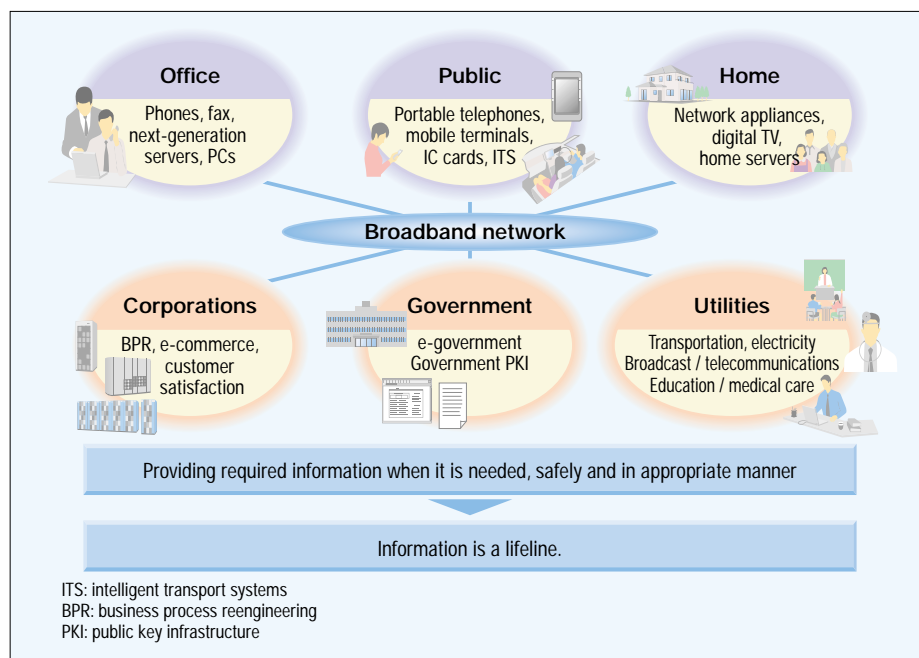 Office
Phones, fax,
next-generation
servers, PCs
Public
Portable telephones,
mobile terminals,
IC cards, ITS
Home
Network appliances,
digital TV,
home servers
Broadband network
Corporations
BPR, e-commerce,
customer
satisfaction
Government
e-government
Government PKI
Utilities
Transportation, electricity
Broadcast / telecommunications
Education / medical care
Providing required information when it is needed, safely and in appropriate manner
Information is a lifeline.
ITS: intelligent transport systems
BPR: business process reengineering
PKI: public key infrastructure